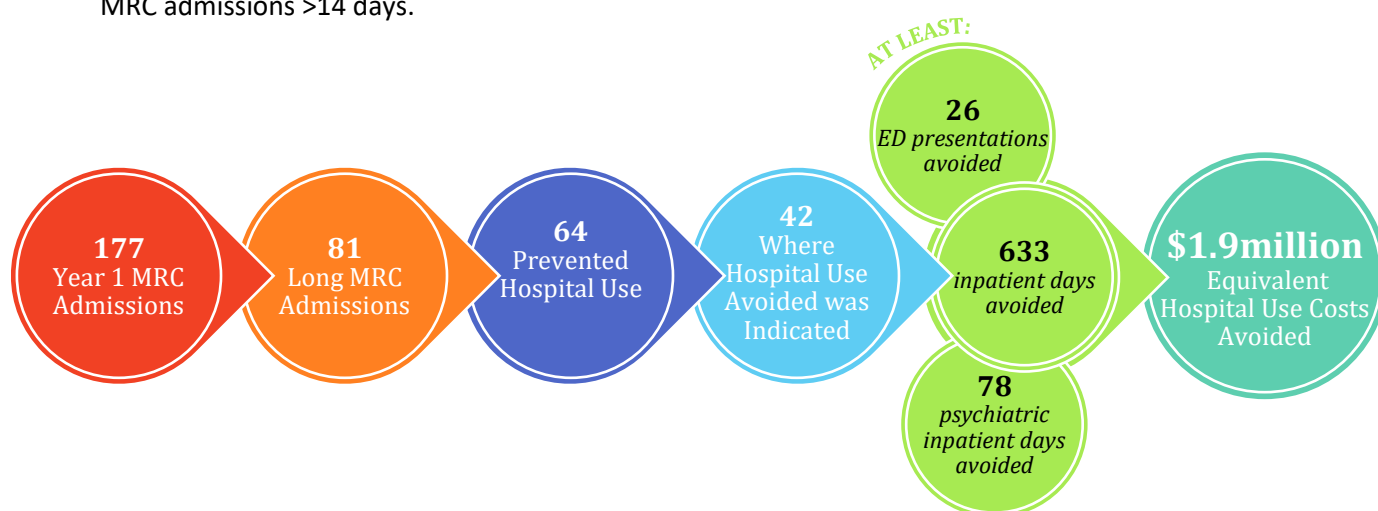 MRC admissions >14 days.
177
Year 1 MRC
Admissions
81
Long MRC
Admissions
64
Prevented
Hospital Use
42
Where
Hospital Use
Avoided was
Indicated
AT LEAST:
26
ED presentations
avoided
633
inpatient days
avoided
78
psychiatric
inpatient days
avoided
$1.9million
Equivalent
Hospital Use Costs
Avoided